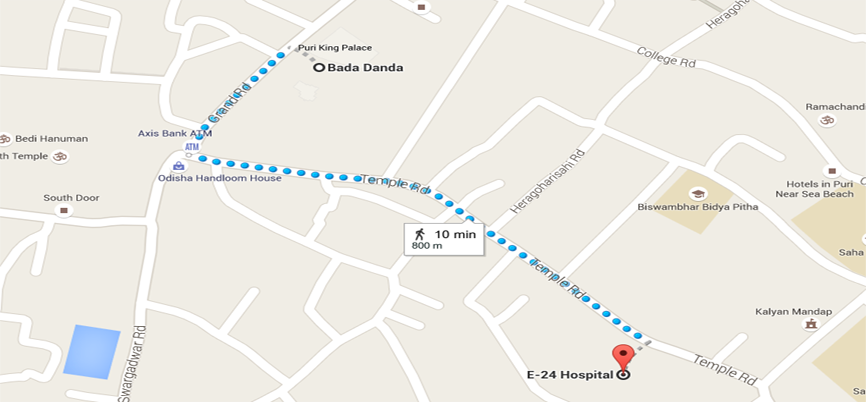 Heragoha
Puri King Palace
College Rd
Bada Danda
Grand Rd
Ramachand
Axis Bank ATM
Bedi Hanuman
ATM
th Temple
Odisha Handloom House
Temple Rd
Heragoharisahi Rd
Hotels in Puri
Near Sea Beach
South Door
Biswambhar Bidya Pitha
10 min
800 m
Saha
Temple Rd
Kalyan Mandap
Swargadwar Rd
E-24 Hospital
Temple Rd
Sa